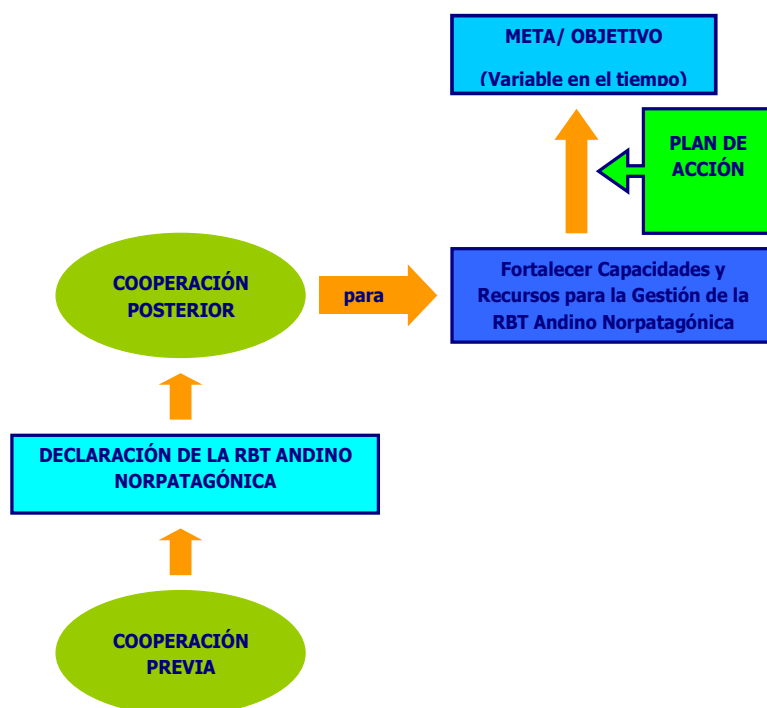 META/ OBJETIVO
(Variable en el tiempo)
PLAN DE
ACCIÓN
COOPERACIÓN
POSTERIOR
para
Fortalecer Capacidades y
Recursos para la Gestión de la
RBT Andino Norpatagónica
DECLARACIÓN DE LA RBT ANDINO
NORPATAGÓNICA
COOPERACIÓN
PREVIA